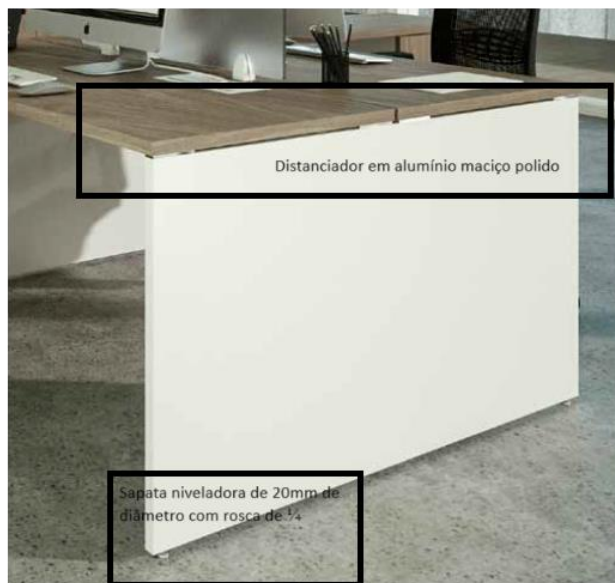 Distanciador em alumínio maciço polido
Sapata niveladora de 20mm de
diâmetro com rosca de ¼